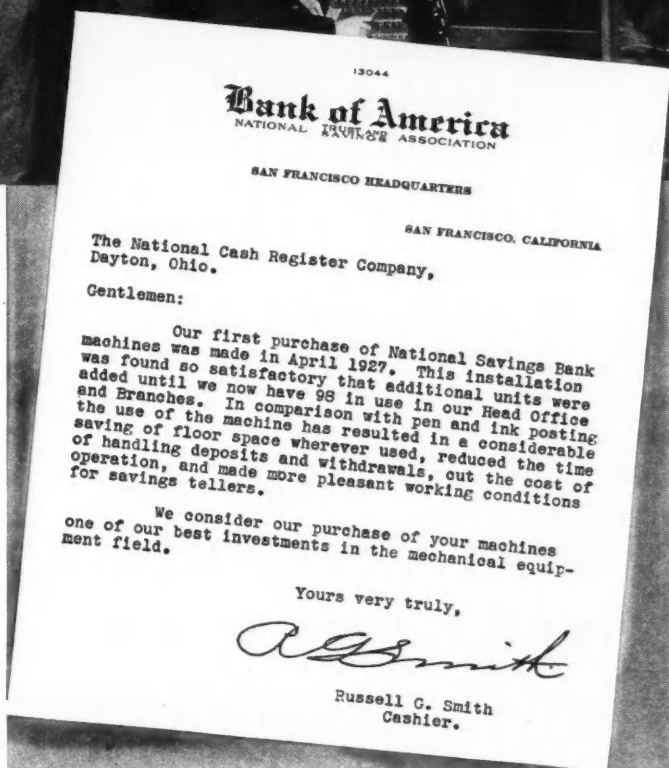 13044
Bank of America
NATIONAL TRUST AND SAVINGS ASSOCIATION
SAN FRANCISCO HEADQUARTERS
SAN FRANCISCO, CALIFORNIA
The National Cash Register Company,
Dayton, Ohio.
Gentlemen:
Our first purchase of National Savings Bank
machines was made in April 1927. This installation
was found so satisfactory that additional units were
added until we now have 98 in use in our Head Office
and Branches. In comparison with pen and ink posting
the use of the machine has resulted in a considerable
saving of floor space wherever used, reduced the time
of handling deposits and withdrawals, cut the cost of
operation, and made more pleasant working conditions
for savings tellers.
We consider our purchase of your machines
one of our best investments in the mechanical equip-
ment field.
Yours very truly,
R G Smith
Russell G. Smith
Cashier.